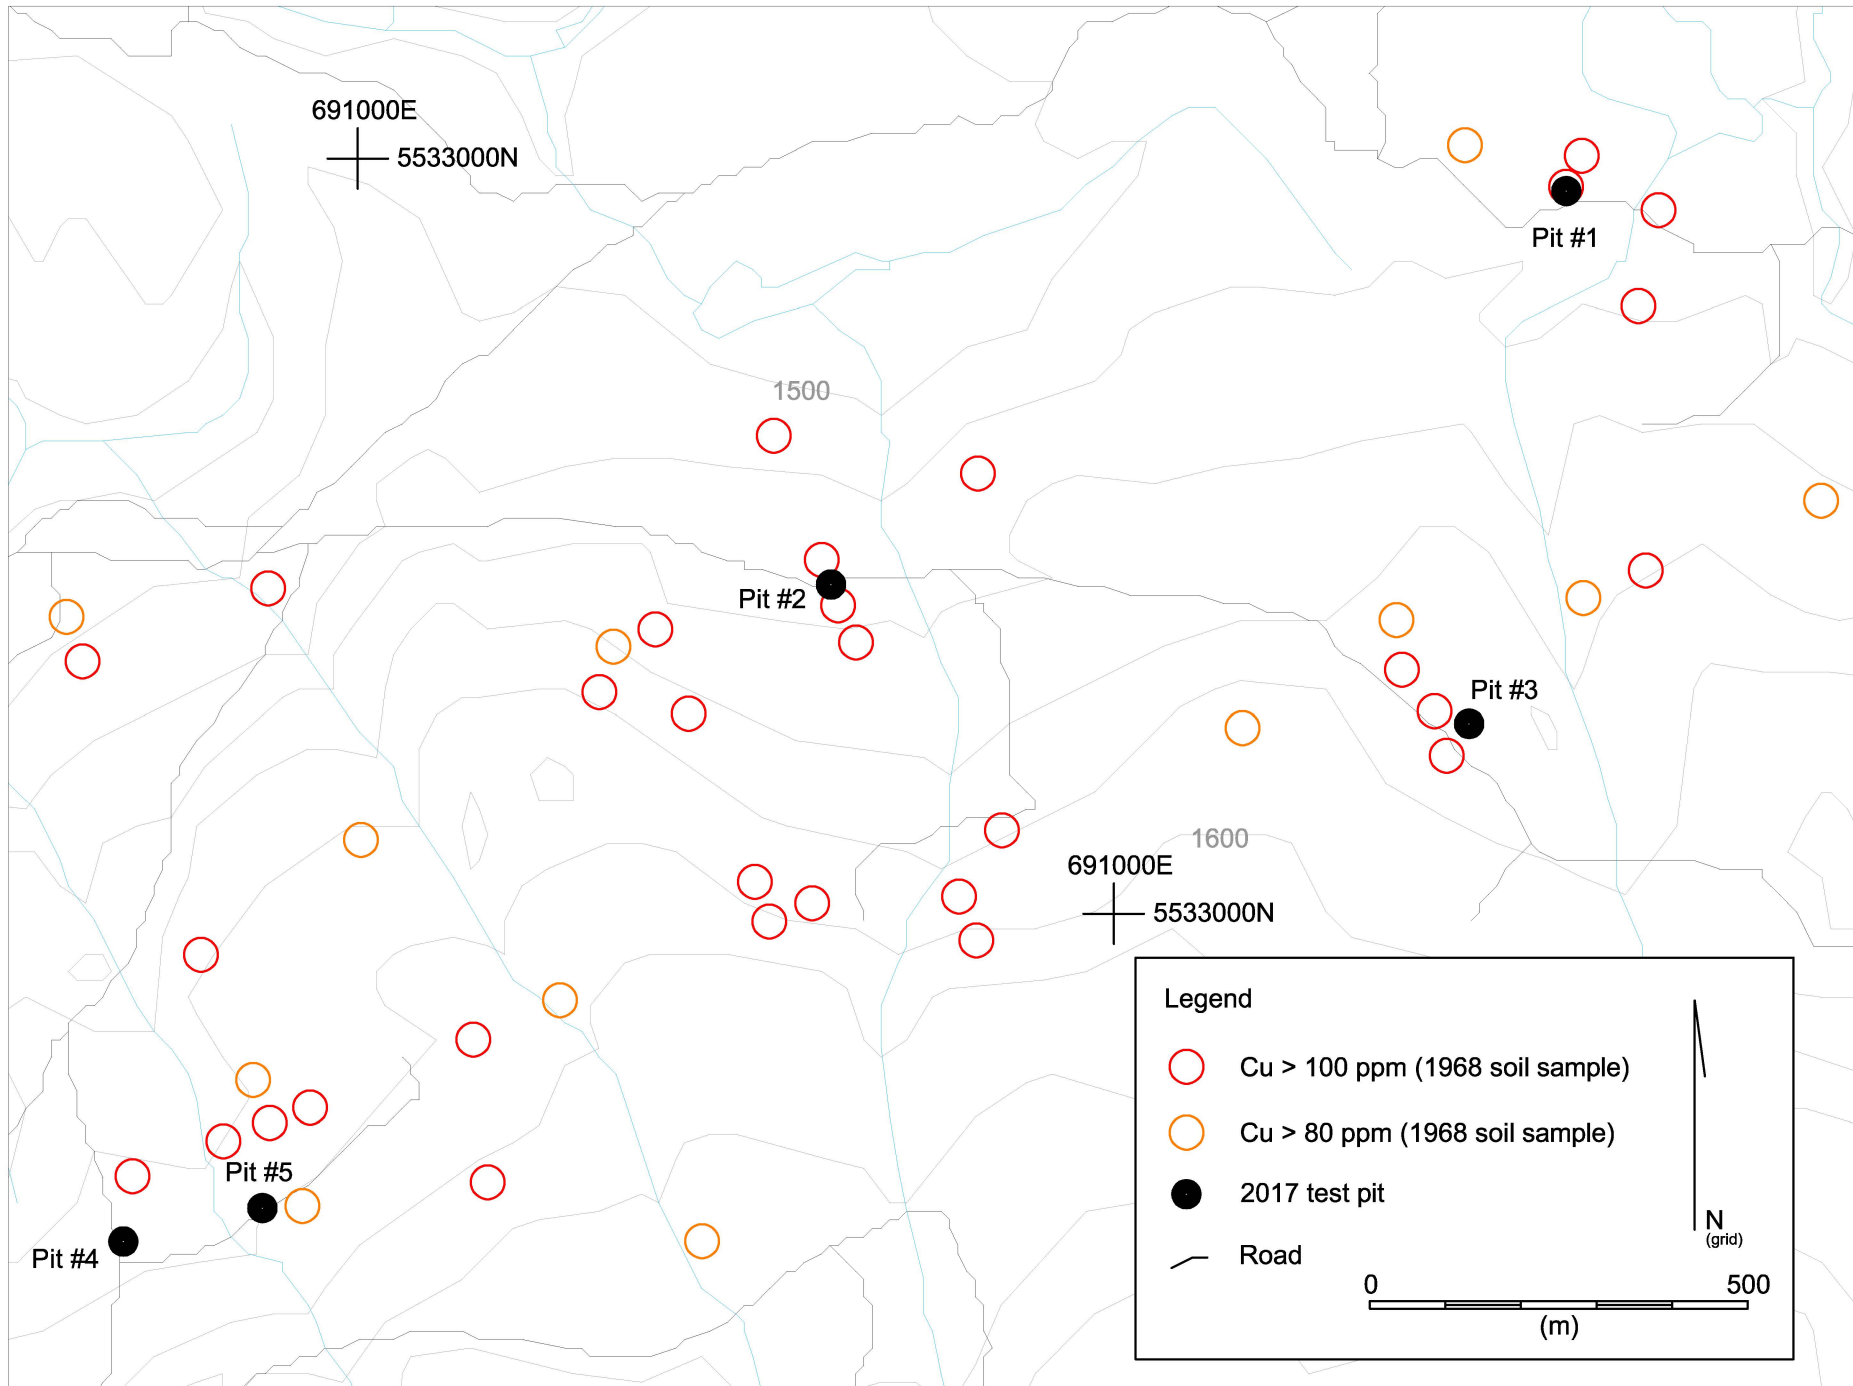 691000E
5533000N
Pit #1
1500
Pit #2
Pit #3
1600
691000E
5533000N
Legend
Cu > 100 ppm (1968 soil sample)
Cu > 80 ppm (1968 soil sample)
Pit #5
2017 test pit
N
(grid)
Pit #4
Road
0 500
(m)